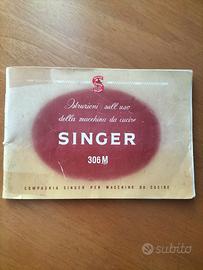 S
Istruzioni sull'uso
della macchina da cucire
SINGER
306M
COMPAGNIA SINGER PER MACCHINE DA CUCIRE
subito